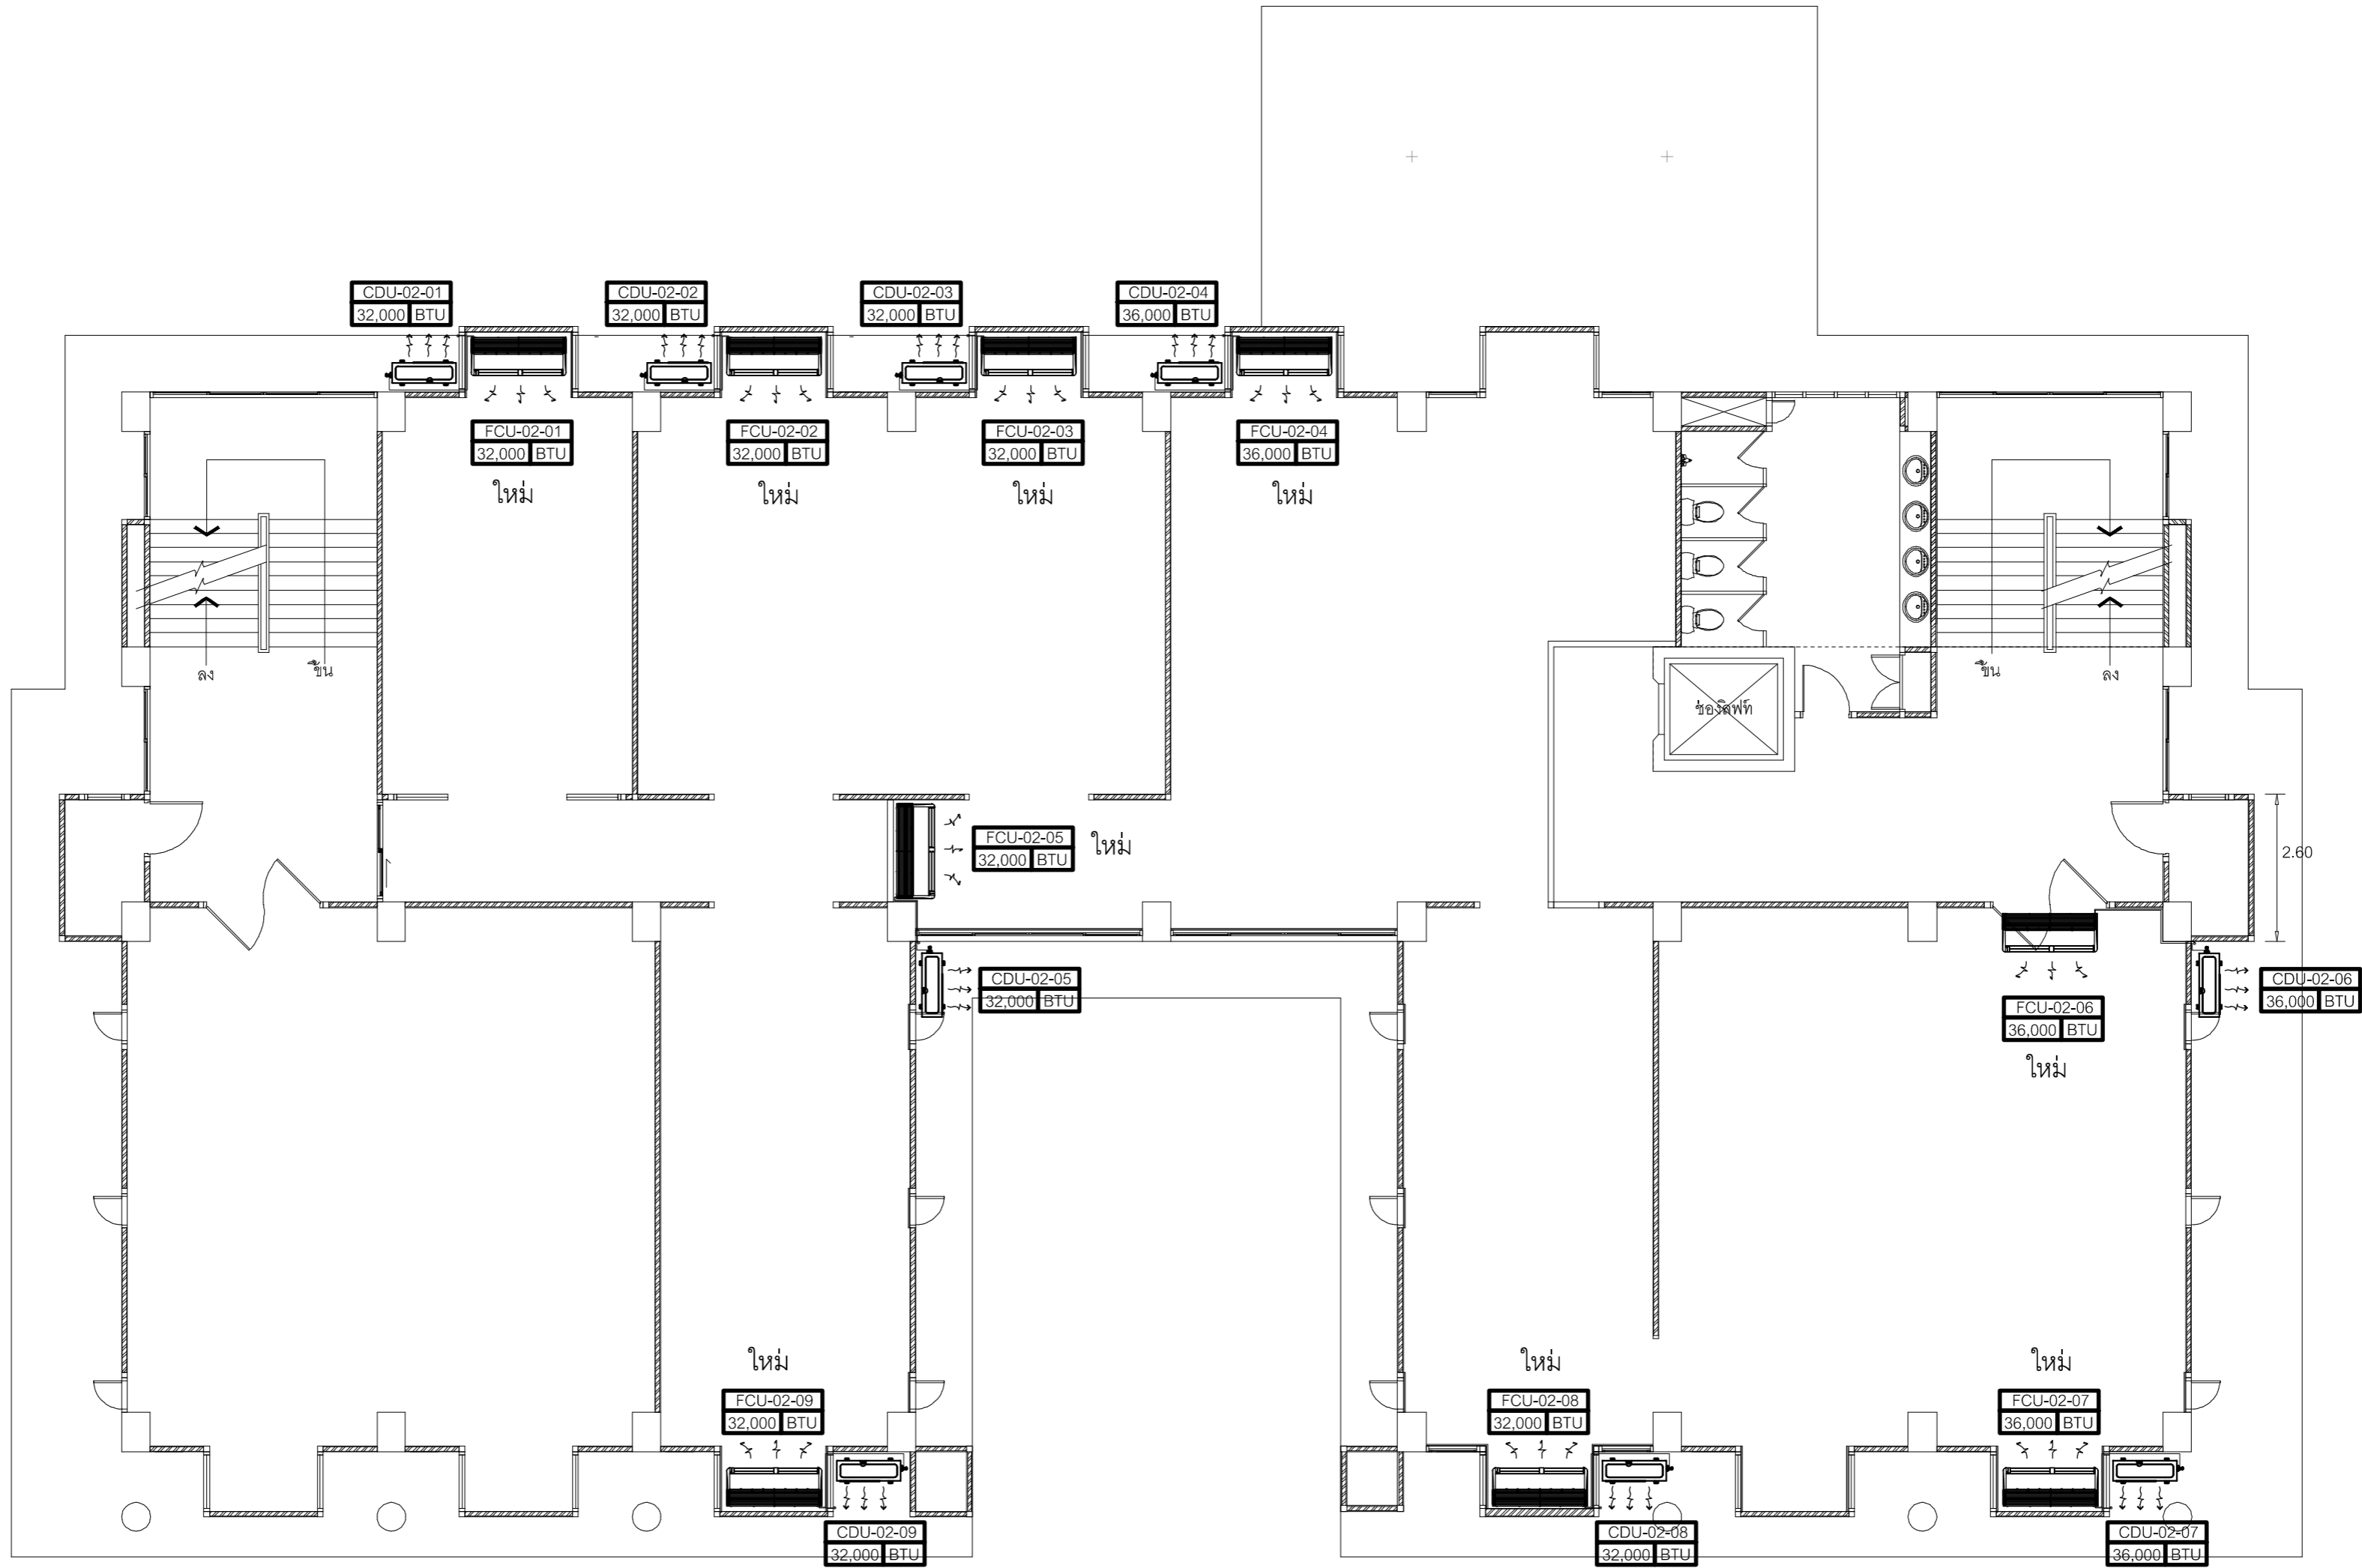 CDU-02-01
32,000 BTU
CDU-02-02
32,000 BTU
CDU-02-03
32,000 BTU
CDU-02-04
36,000 BTU
FCU-02-01
32,000 BTU
ใหม่
FCU-02-02
32,000 BTU
ใหม่
FCU-02-03
32,000 BTU
ใหม่
FCU-02-04
36,000 BTU
ใหม่
ลง
ขึ้น
ขึ้น
ลง
ช่องลิฟท์
FCU-02-05
32,000 BTU
ใหม่
2.60
CDU-02-05
32,000 BTU
CDU-02-06
36,000 BTU
FCU-02-06
36,000 BTU
ใหม่
ใหม่
FCU-02-09
32,000 BTU
ใหม่
FCU-02-08
32,000 BTU
ใหม่
FCU-02-07
36,000 BTU
CDU-02-09
32,000 BTU
CDU-02-08
32,000 BTU
CDU-02-07
36,000 BTU